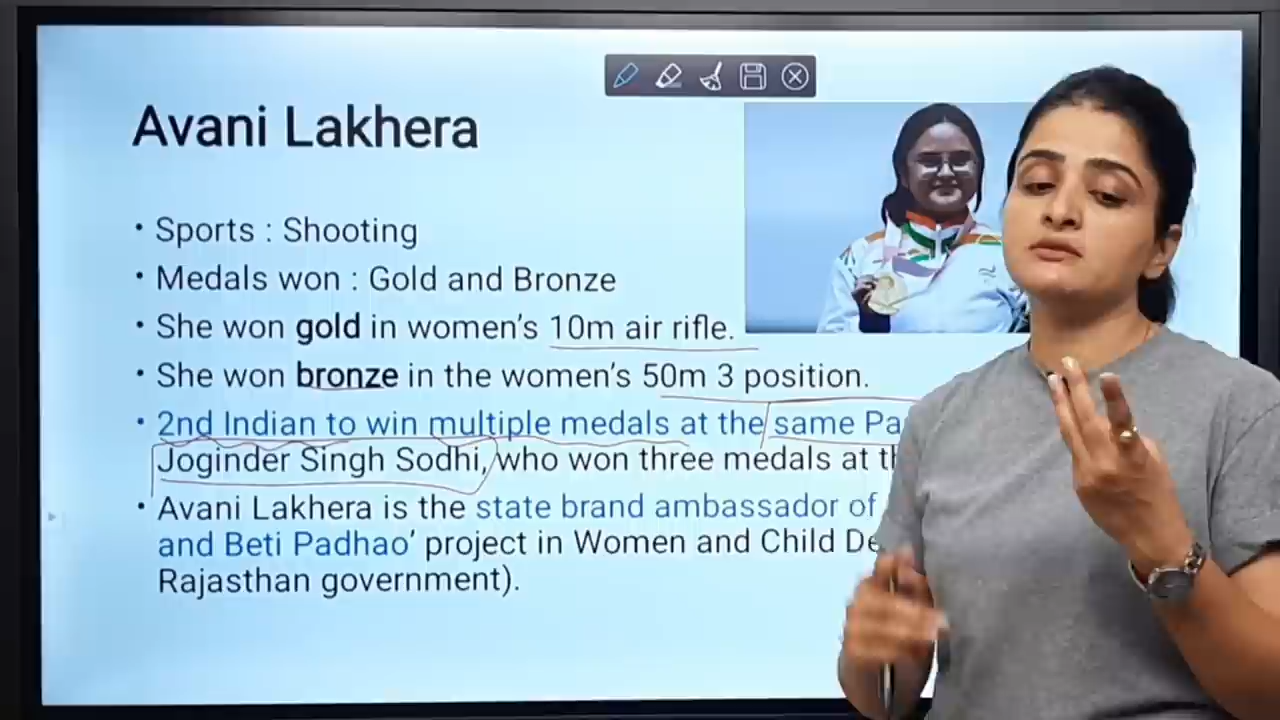 Avani Lakhera
• Sports : Shooting
• Medals won : Gold and Bronze
• She won gold in women's 10m air rifle.
• She won bronze in the women's 50m 3 position.
• 2nd Indian to win multiple medals at the same
Joginder Singh Sodhi, who won three medals at
• Avani Lakhera is the state brand ambassador of
and Beti Padhao' project in Women and Child
Rajasthan government).